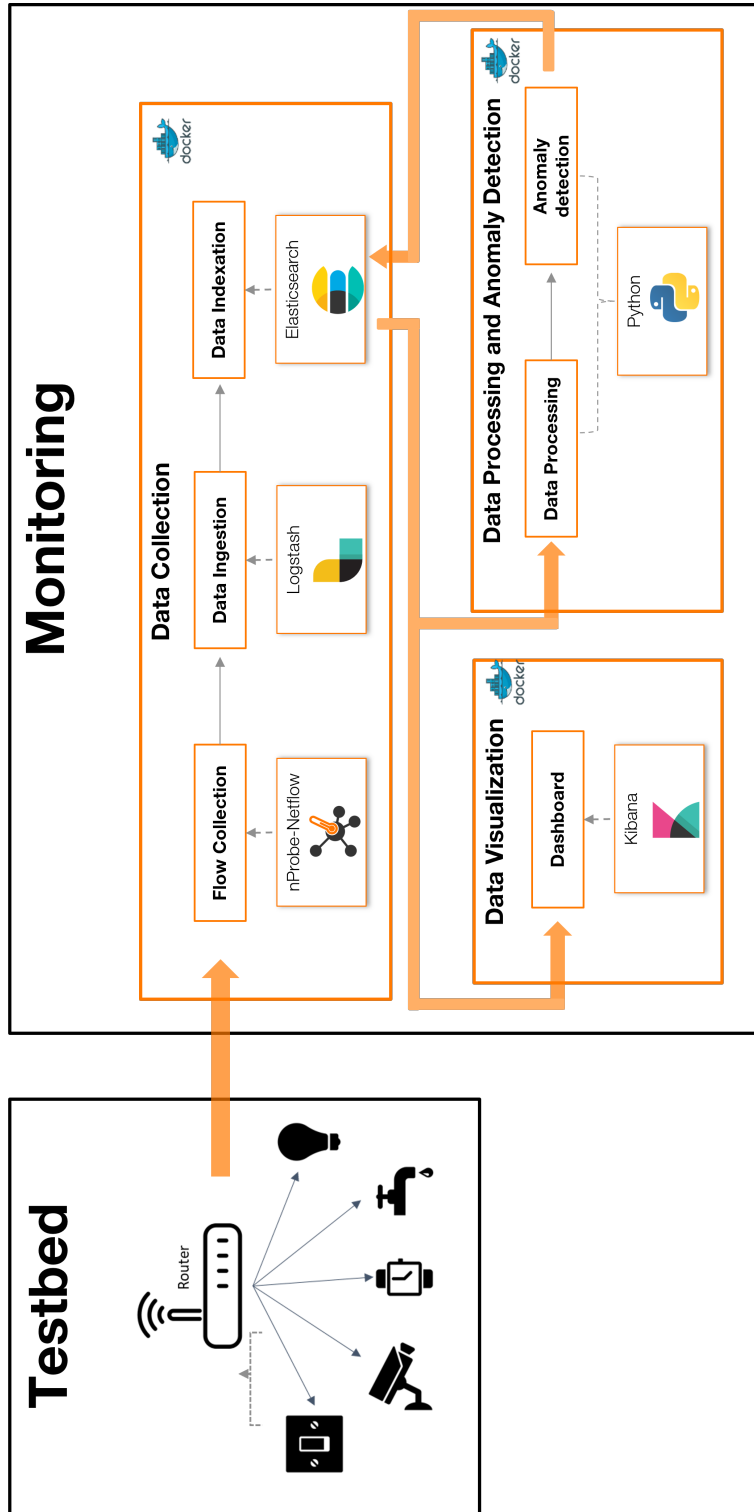 Testbed
Router
Monitoring
Data Collection
docker
Flow Collection
Data Ingestion
Data Indexation
nProbe-Netflow
Logstash
Elasticsearch
Data Visualization
docker
Dashboard
Kibana
Data Processing and Anomaly Detection
docker
Data Processing
Anomaly
detection
Python